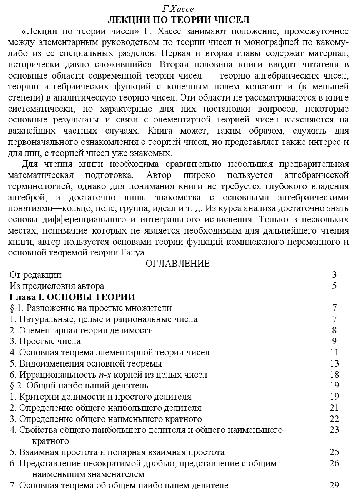 Г.Хассе
ЛЕКЦИИ ПО ТЕОРИИ ЧИСЕЛ
«Лекции по теории чисел» Г. Хассе занимают положение, промежуточное
между элементарным руководством по теории чисел и монографией по какому-
либо из ее специальных разделов. Первая и вторая главы содержат материал,
исторически давно сложившийся. Вторая половина книги вводит читателя в
основные области современной теории чисел — теорию алгебраических чисел,
теорию алгебраических функций с конечным полем констант и (в меньшей
степени) в аналитическую теорию чисел. Эти области не рассматриваются в книге
систематически, но характерные для них постановки вопросов, некоторые
основные результаты и связи с элементарной теорией чисел выясняются на
важнейших частных случаях. Книга может, таким образом, служить для
первоначального ознакомления с теорией чисел, но представляет также интерес и
для лиц, с теорией чисел уже знакомых.
Для чтения книги необходима сравнительно небольшая предварительная
математическая подготовка. Автор широко пользуется алгебраической
терминологией, однако для понимания книги не требуется глубокого владения
алгеброй, а достаточно лишь знакомства с основными алгебраическими
понятиями—кольцо, поле, группа, идеал и т. д. Из курса анализа достаточно знать
основы дифференциального и интегрального исчисления. Только в нескольких
местах, понимание которых не является необходимым для дальнейшего чтения
книги, автор пользуется основами теории функций комплексного переменного и
основной теоремой теории Галуа.
ОГЛАВЛЕНИЕ
От редакции 3
Из предисловия автора 5
Глава I. ОСНОВЫ ТЕОРИИ
§ 1. Разложение на простые множители 7
1. Натуральные, целые и рациональные числа 7
2. Элементарная теория делимости 8
3. Простые числа 9
4. Основная теорема элементарной теории чисел 11
5. Видоизменения основной теоремы 13
6. Иррациональность n-х корней из целых чисел 18
§ 2. Общий наибольший делитель 19
1. Критерии делимости и простого делителя 19
2. Определение общего наибольшего делителя 21
3. Определение общего наименьшего кратного 22
4. Свойства общего наибольшего делителя и общего наименьшего 23
кратного
5. Взаимная простота и попарная взаимная простота 25
6. Представление несократимой дробью, представление с общим 26
наименьшим знаменателем
7. Основная теорема об общем наибольшем делителе 29